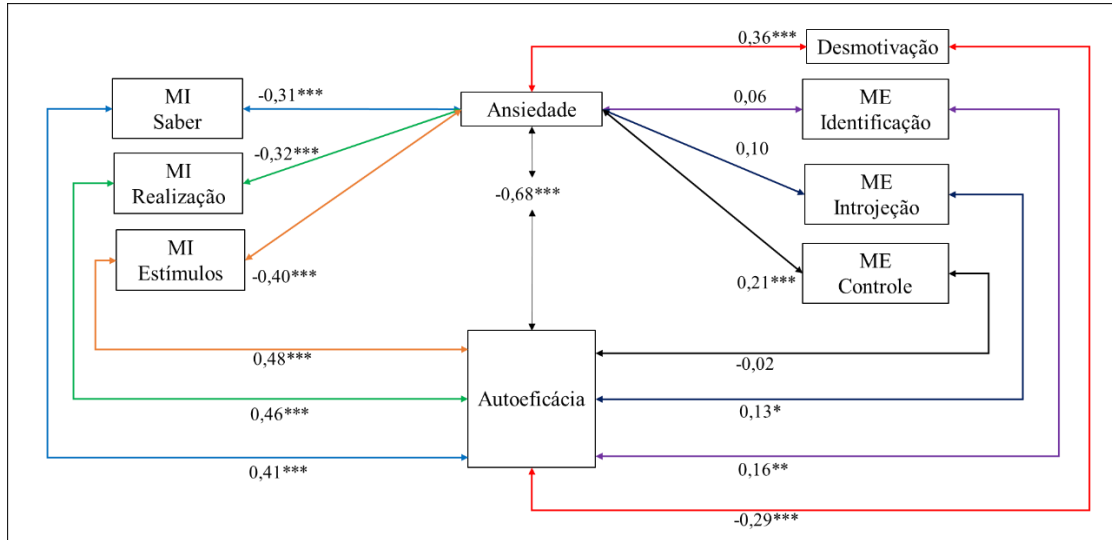 0,36***
Desmotivação
MI
Saber
-0,31***
Ansiedade
0,06
ME
Identificação
MI
Realização
-0,32***
0,10
-0,68***
ME
Introjeção
MI
Estímulos
-0,40***
0,21***
ME
Controle
0,48***
-0,02
Autoeficácia
0,46***
0,13*
0,41***
0,16**
-0,29***